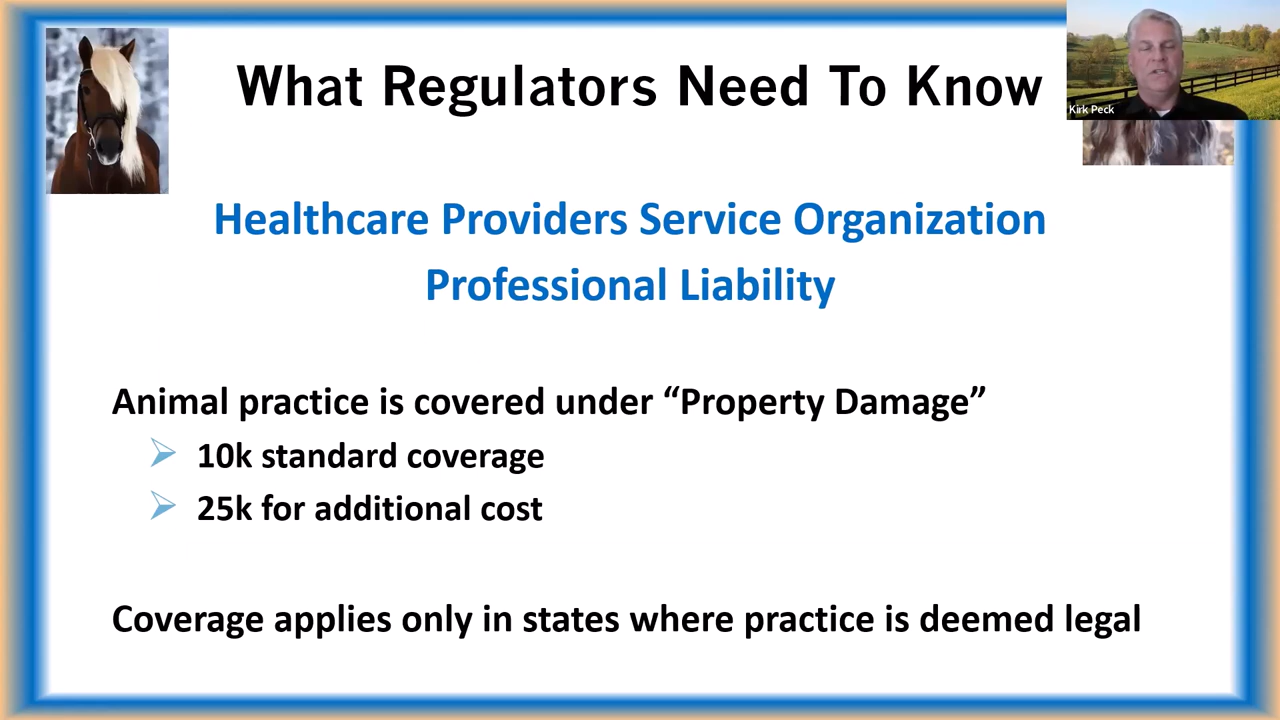 What Regulators Need To Know
Kirk Peck
Healthcare Providers Service Organization
Professional Liability
Animal practice is covered under “Property Damage”
10k standard coverage
25k for additional cost
Coverage applies only in states where practice is deemed legal